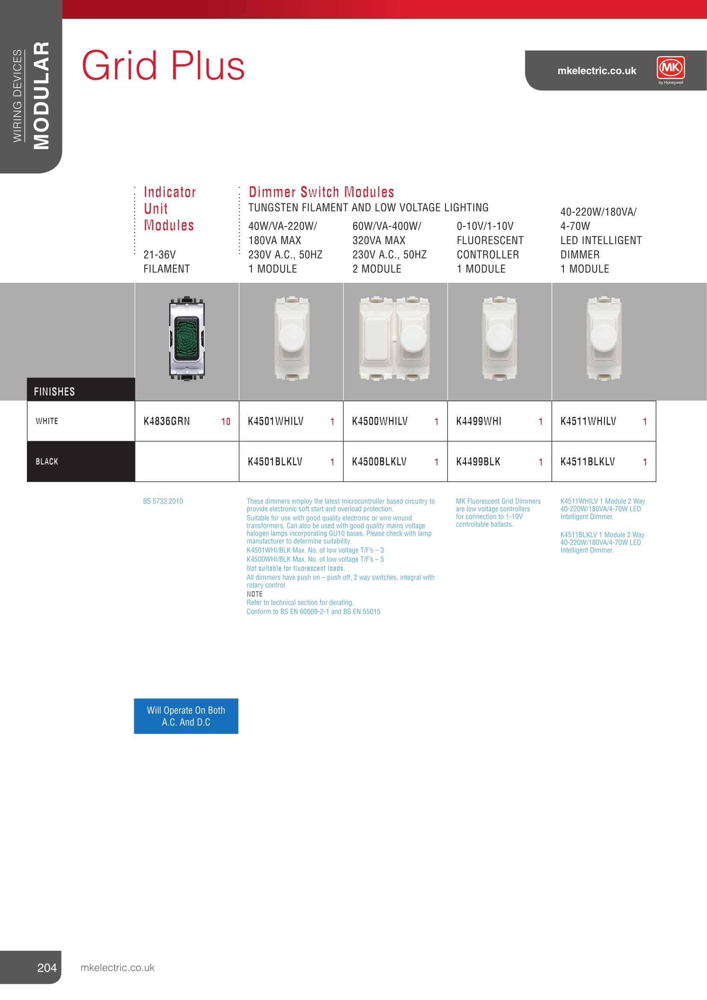 WIRING DEVICES
MODULAR
Grid Plus
mkelectric.co.uk
MK
by Honeywell
Indicator
Unit
Modules
21-36V
FILAMENT
Dimmer Switch Modules
TUNGSTEN FILAMENT AND LOW VOLTAGE LIGHTING
40W/VA-220W/
180VA MAX
230V A.C., 50HZ
1 MODULE
60W/VA-400W/
320VA MAX
230V A.C., 50HZ
2 MODULE
0-10V/1-10V
FLUORESCENT
CONTROLLER
1 MODULE
40-220W/180VA/
4-70W
LED INTELLIGENT
DIMMER
1 MODULE
FINISHES
WHITE K4836GRN 10 K4501WHILV 1 K4500WHILV 1 K4499WHI 1 K4511WHILV 1
BLACK K4501BLKLV 1 K4500BLKLV 1 K4499BLK 1 K4511BLKLV 1
BS 5733:2010
These dimmers employ the latest microcontroller based circuitry to
provide electronic soft start and overload protection.
Suitable for use with good quality electronic or wire wound
transformers. Can also be used with good quality mains voltage
halogen lamps incorporating GU10 bases. Please check with lamp
manufacturer to determine suitability.
K4501WHI/BLK Max. No. of low voltage T/F's – 3
K4500WHI/BLK Max. No. of low voltage T/F's – 5
Not suitable for fluorescent loads.
All dimmers have push on – push off, 2 way switches, integral with
rotary control.
NOTE
Refer to technical section for derating.
Conform to BS EN 60669-2-1 and BS EN 55015
MK Fluorescent Grid Dimmers
are low voltage controllers
for connection to 1-10V
controllable ballasts.
K4511WHILV 1 Module 2 Way
40-220W/180VA/4-70W LED
Intelligent Dimmer.
K4511BLKLV 1 Module 2 Way
40-220W/180VA/4-70W LED
Intelligent Dimmer.
Will Operate On Both
A.C. And D.C
204
mkelectric.co.uk